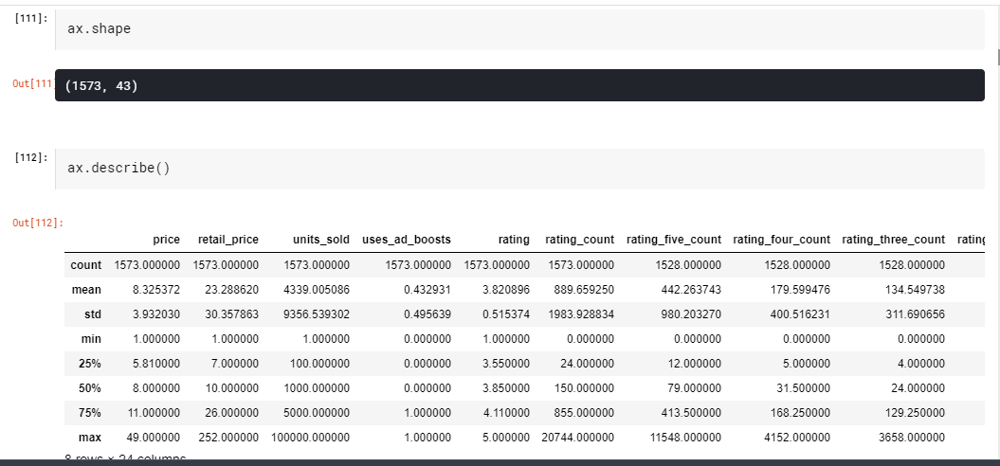 [111]:
ax.shape
Out[111
(1573, 43)
[112]:
ax.describe()
Out[112]:
price retail_price units_sold uses_ad_boosts rating rating_count rating_five_count rating_four_count rating_three_count rating
count 1573.000000 1573.000000 1573.000000 1573.000000 1573.000000 1573.000000 1528.000000 1528.000000 1528.000000
mean 8.325372 23.288620 4339.005086 0.432931 3.820896 889.659250 442.263743 179.599476 134.549738
std 3.932030 30.357863 9356.539302 0.495639 0.515374 1983.928834 980.203270 400.516231 311.690656
min 1.000000 1.000000 1.000000 0.000000 1.000000 0.000000 0.000000 0.000000 0.000000
25% 5.810000 7.000000 100.000000 0.000000 3.550000 24.000000 12.000000 5.000000 4.000000
50% 8.000000 10.000000 1000.000000 0.000000 3.850000 150.000000 79.000000 31.500000 24.000000
75% 11.000000 26.000000 5000.000000 1.000000 4.110000 855.000000 413.500000 168.250000 129.250000
max 49.000000 252.000000 100000.000000 1.000000 5.000000 20744.000000 11548.000000 4152.000000 3658.000000
8 rows × 24 columns